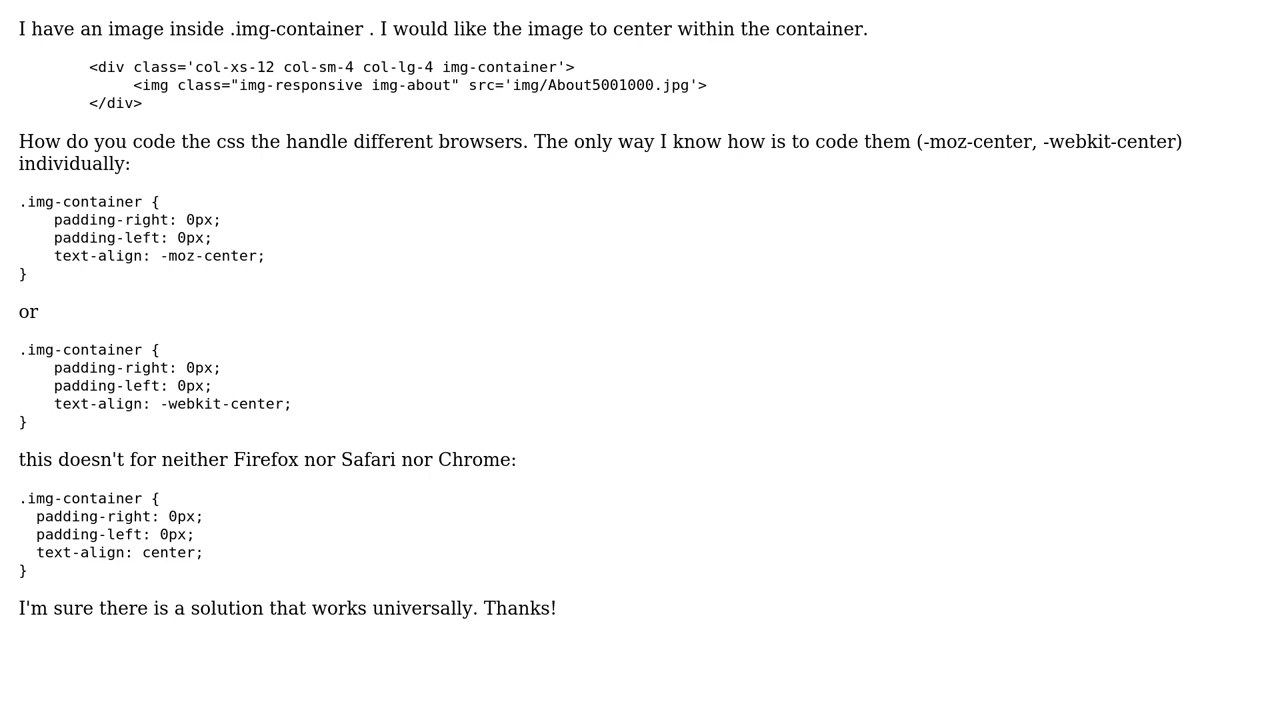 I have an image inside .img-container . I would like the image to center within the container.
<div class='col-xs-12 col-sm-4 col-lg-4 img-container'>
<img class="img-responsive img-about" src='img/About5001000.jpg'>
</div>
How do you code the css the handle different browsers. The only way I know how is to code them (-moz-center, -webkit-center)
individually:
.img-container {
padding-right: 0px;
padding-left: 0px;
text-align: -moz-center;
}
or
.img-container {
padding-right: 0px;
padding-left: 0px;
text-align: -webkit-center;
}
this doesn't for neither Firefox nor Safari nor Chrome:
.img-container {
padding-right: 0px;
padding-left: 0px;
text-align: center;
}
I'm sure there is a solution that works universally. Thanks!